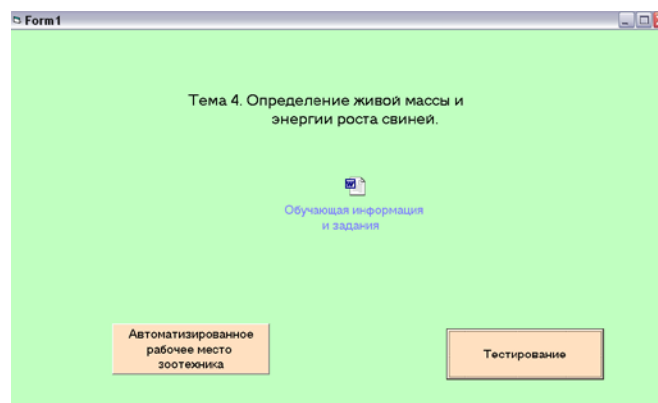 Form1
Тема 4. Определение живой массы и
энергии роста свиней.
Обучающая информация
и задания
Автоматизированное
рабочее место
зоотехника
Тестирование